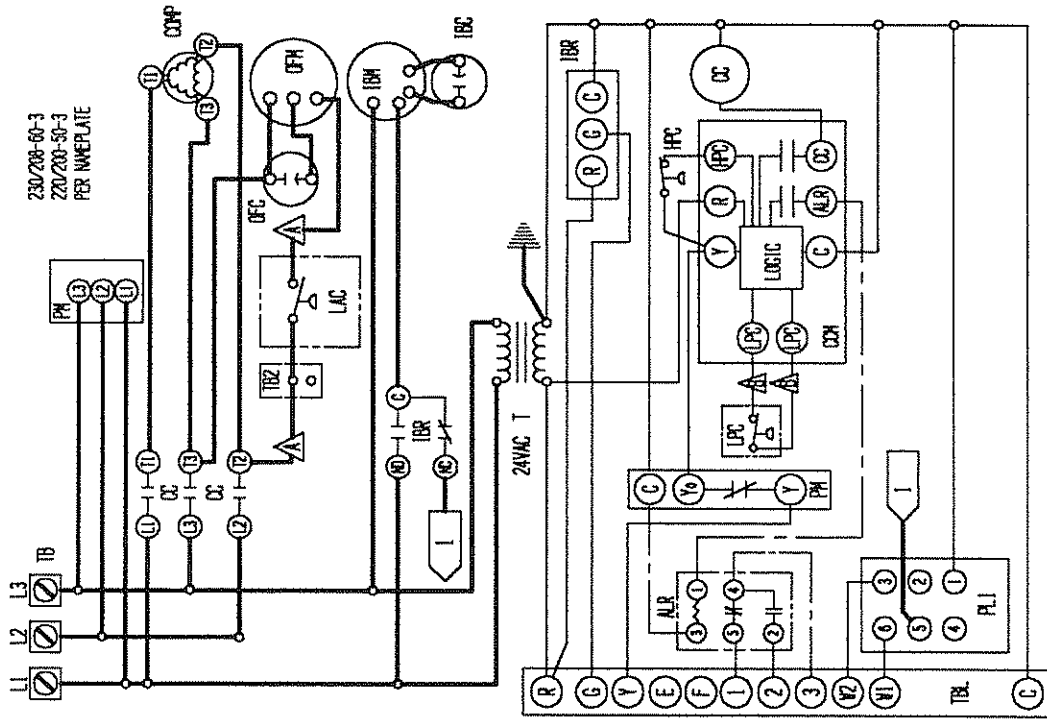 230/208-60-3
220/200-50-3
PER NAMEPLATE
COMP
T1
T2
T3
OFM
OFC
IBM
IBC
PM
L3
L2
L1
A
LAC
TB2
A
T1
T3
T2
CC
CC
L1
L3
L2
C
IBR
NO
NC
1
L3
L2
L1
TB
24VAC T
IBR
R
G
C
CC
HPC
Y
R
HPC
LOGIC
C
ALR
CC
LPC
LPC
CCM
B
B
LPC
C
Yo
Y
PM
1
ALR
3
1
5
4
2
6
3
5
2
4
1
PL1
R
G
Y
E
F
1
2
3
W2
W1
TBL
C